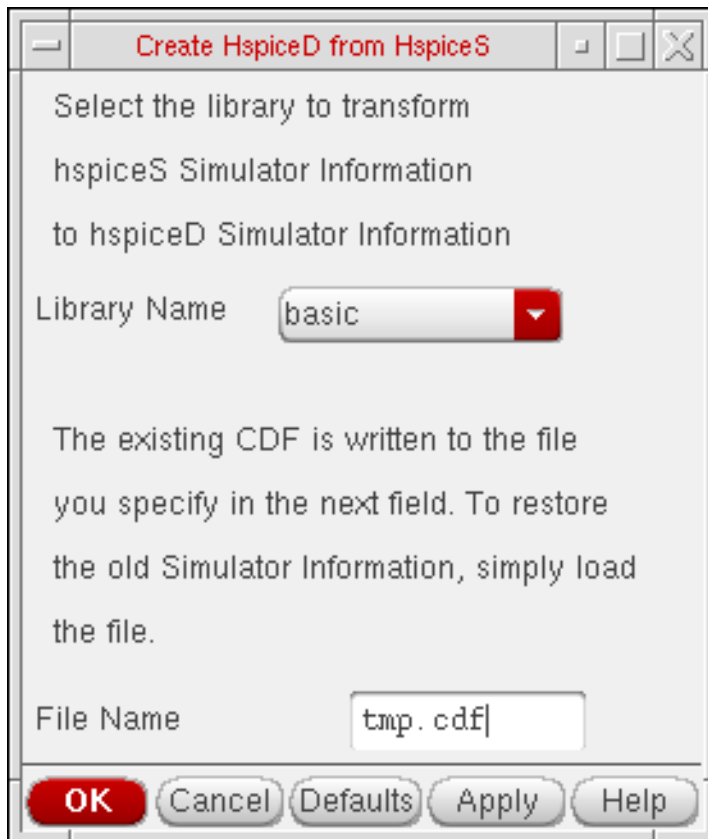 Create HspiceD from HspiceS
Select the library to transform
hspiceS Simulator Information
to hspiceD Simulator Information
Library Name basic
The existing CDF is written to the file
you specify in the next field. To restore
the old Simulator Information, simply load
the file.
File Name tmp.cdf
OK Cancel Defaults Apply Help